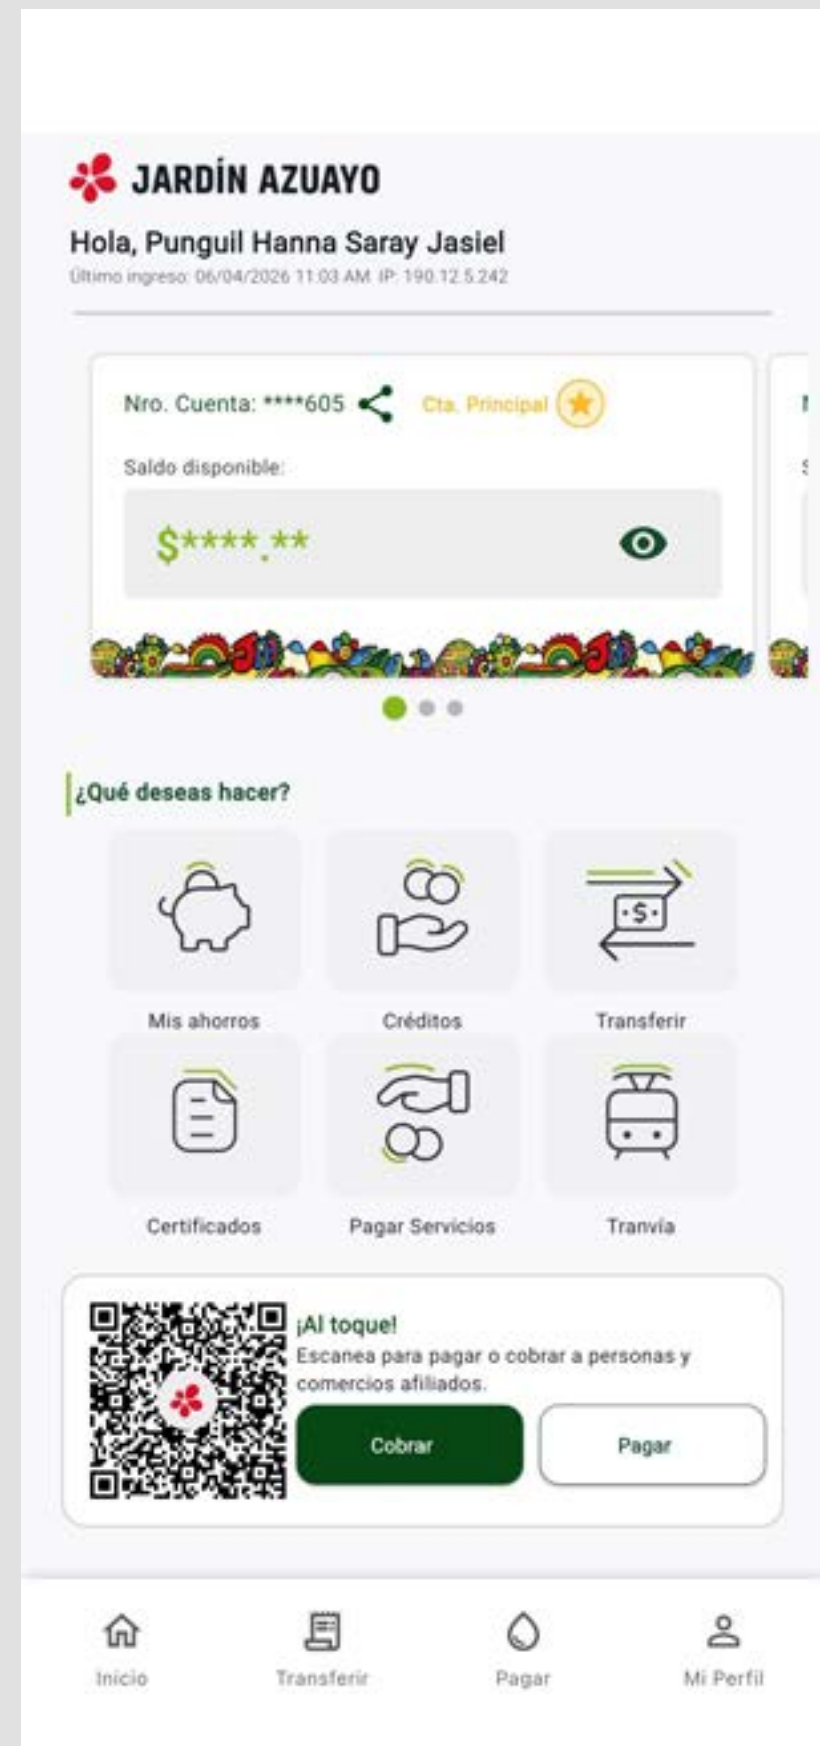 JARDÍN AZUAYO
Hola, Punguil Hanna Saray Jasiel
Último ingreso: 06/04/2026 11:03 AM IP: 190.12.5.242
Nro. Cuenta: ****605 Cta. Principal
Saldo disponible:
$****.**
¿Qué deseas hacer?
Mis ahorros Créditos Transferir
Certificados Pagar Servicios Tranvía
¡Al toque!
Escanea para pagar o cobrar a personas y
comercios afiliados.
Cobrar Pagar
Inicio Transferir Pagar Mi Perfil